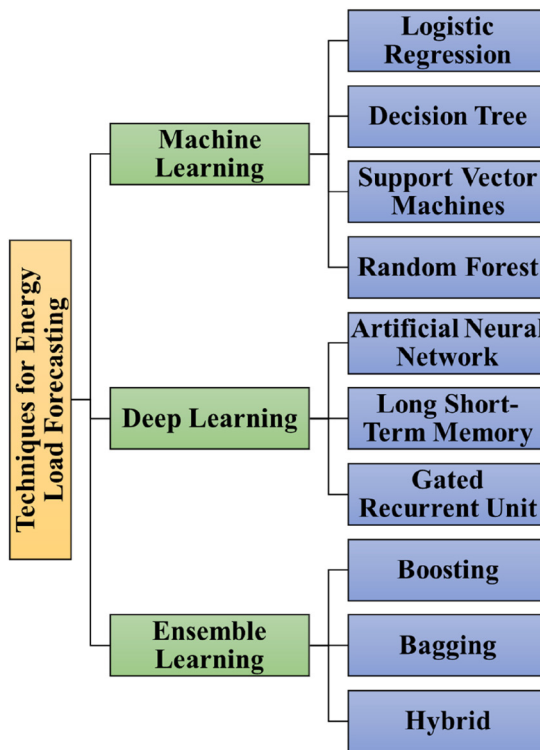 Techniques for Energy
Load Forecasting
Machine
Learning
Logistic
Regression
Decision Tree
Support Vector
Machines
Random Forest
Deep Learning
Artificial Neural
Network
Long Short-
Term Memory
Gated
Recurrent Unit
Ensemble
Learning
Boosting
Bagging
Hybrid